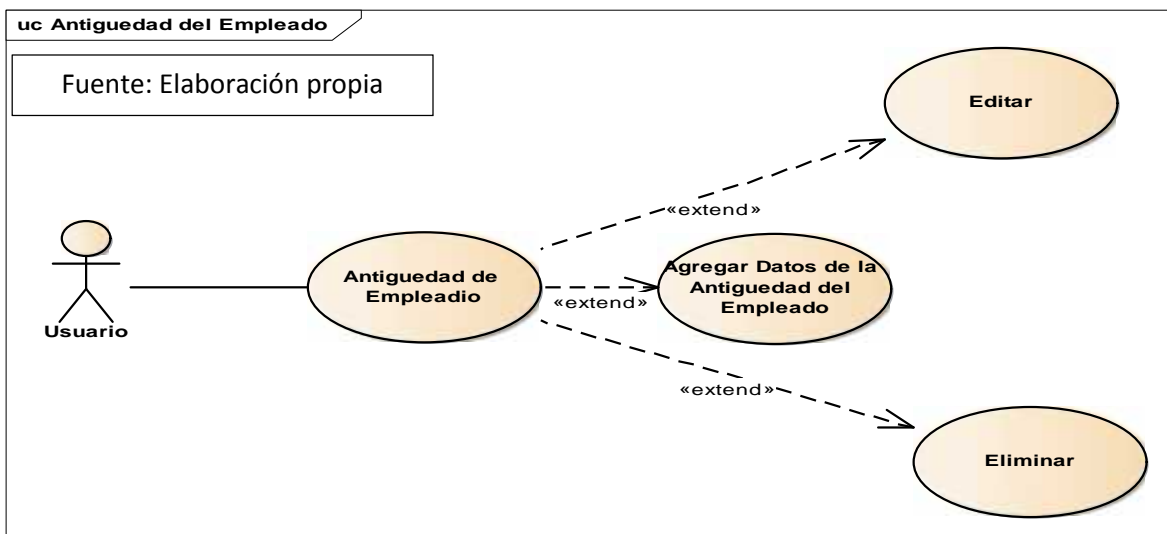 uc Antiguedad del Empleado
Fuente: Elaboración propia
Editar
«extend»
Usuario
Antiguedad de
Empleadio
«extend»
Agregar Datos de la
Antiguedad del
Empleado
«extend»
Eliminar